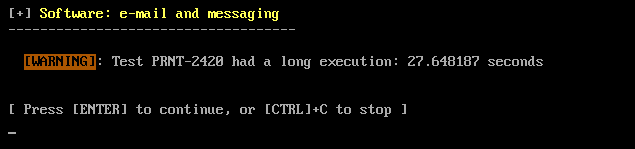 [+] Software: e-mail and messaging
------------------------------------
[WARNING]: Test PRNT-2420 had a long execution: 27.648187 seconds
[ Press [ENTER] to continue, or [CTRL]+C to stop ]